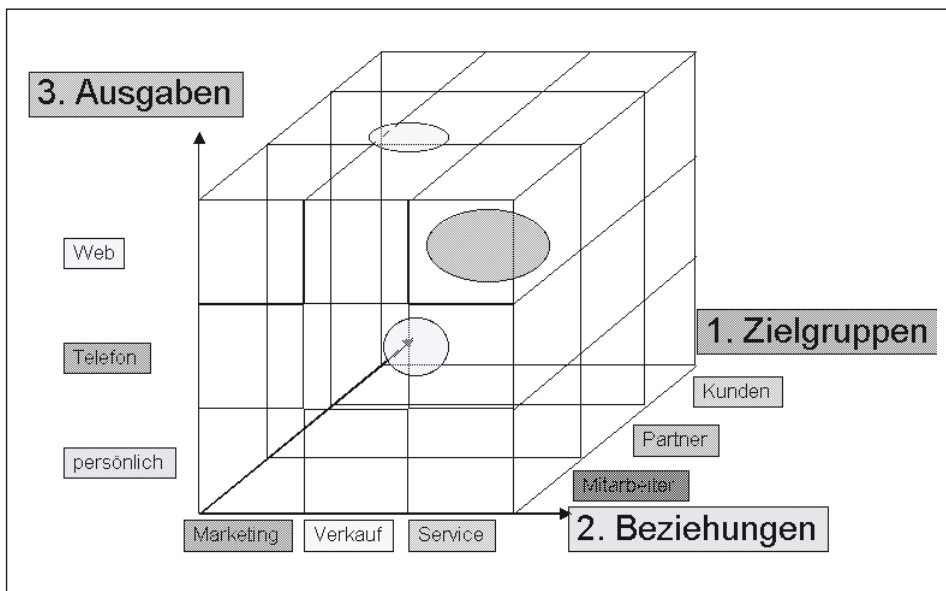 3. Ausgaben
Web
Telefon
persönlich
1. Zielgruppen
Kunden
Partner
Mitarbeiter
Marketing
Verkauf
Service
2. Beziehungen